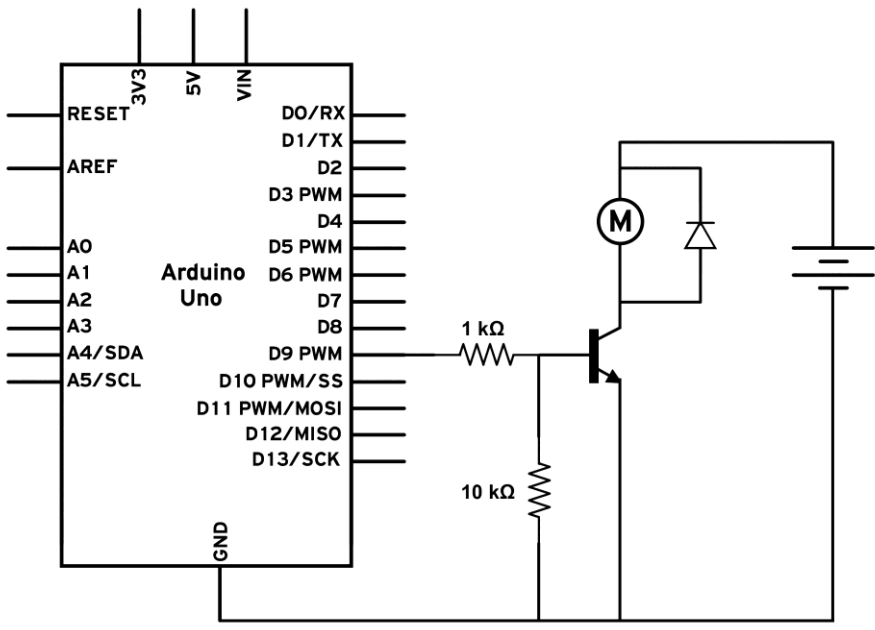 3V3
5V
VIN
RESET
AREF
A0
A1
A2
A3
A4/SDA
A5/SCL
Arduino
Uno
D0/RX
D1/TX
D2
D3 PWM
D4
D5 PWM
D6 PWM
D7
D8
D9 PWM
D10 PWM/SS
D11 PWM/MOSI
D12/MISO
D13/SCK
GND
1 kΩ
10 kΩ
M